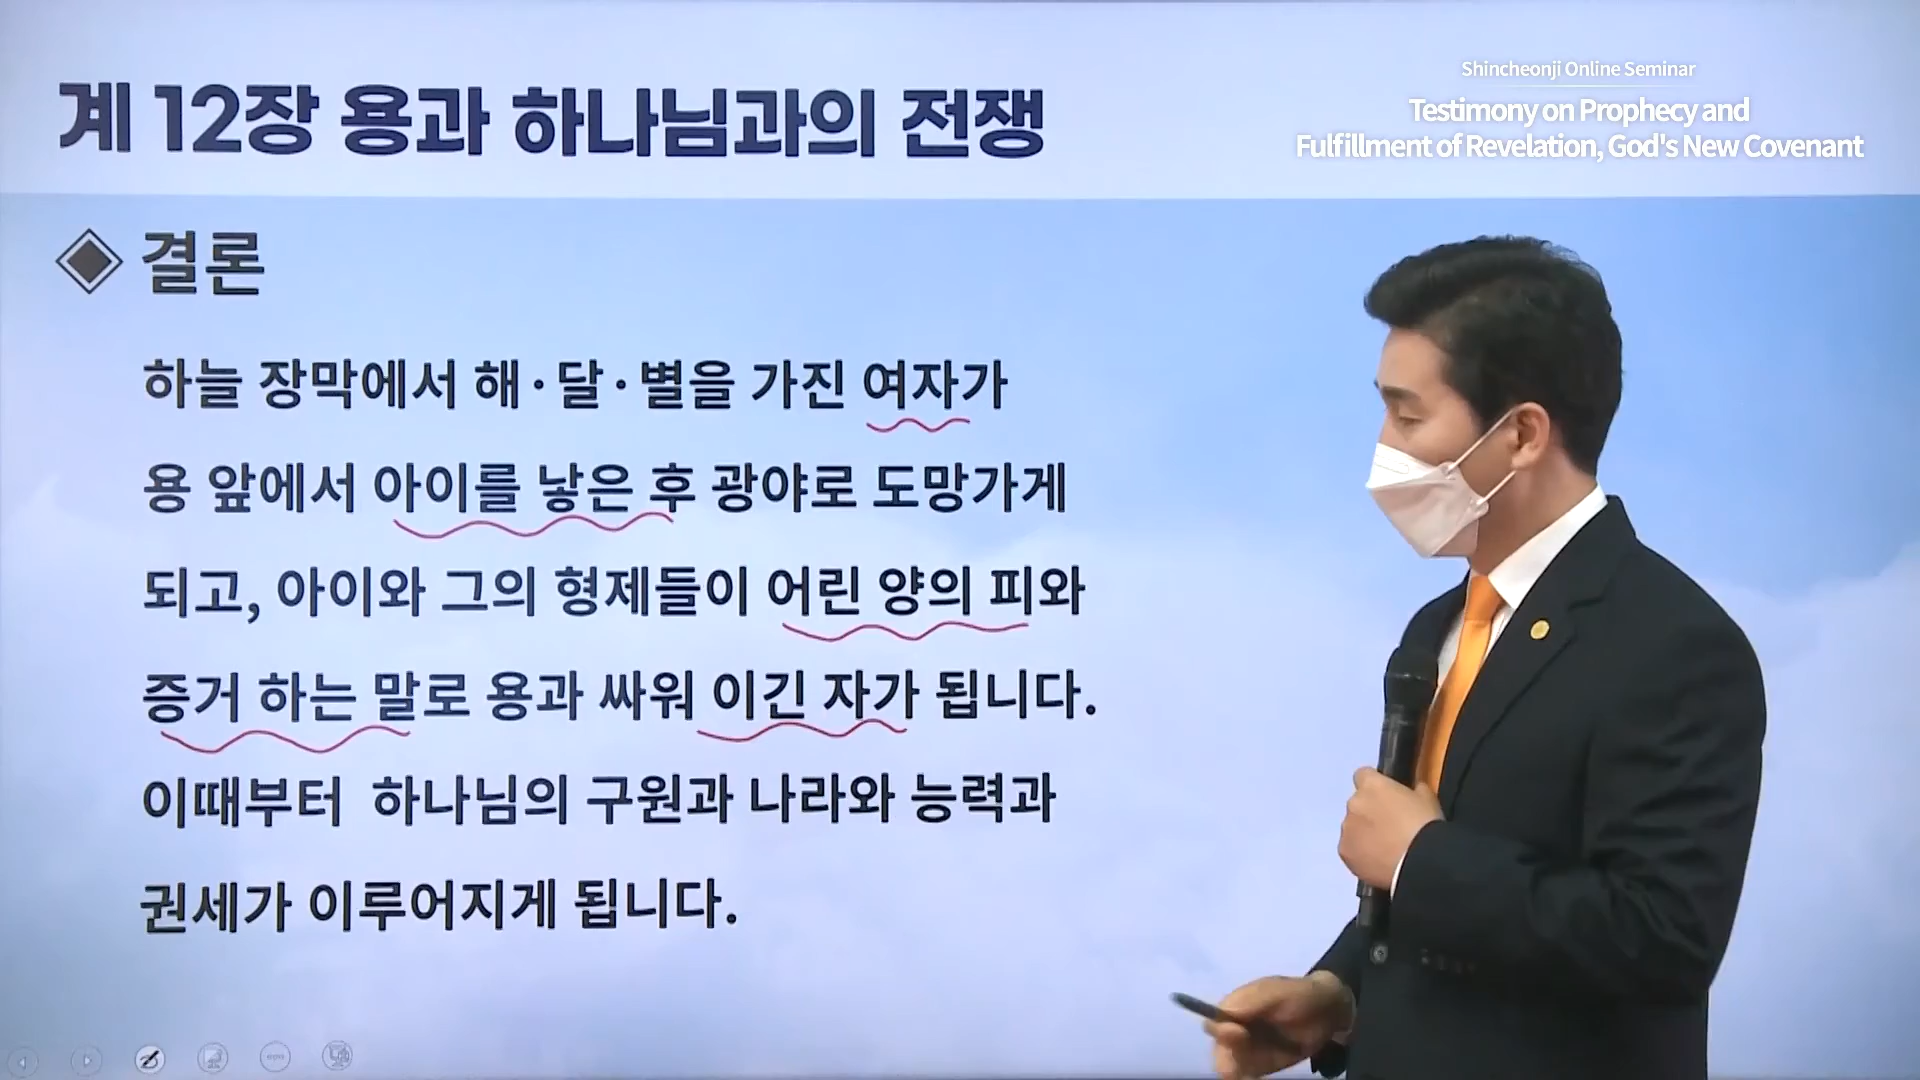 계 12장 용과 하나님과의 전쟁
Shincheonji Online Seminar
Testimony on Prophecy and
Fulfillment of Revelation, God's New Covenant
결론
하늘 장막에서 해·달·별을 가진 여자가
용 앞에서 아이를 낳은 후 광야로 도망가게
되고, 아이와 그의 형제들이 어린 양의 피와
증거 하는 말로 용과 싸워 이긴 자가 됩니다.
이때부터 하나님의 구원과 나라와 능력과
권세가 이루어지게 됩니다.